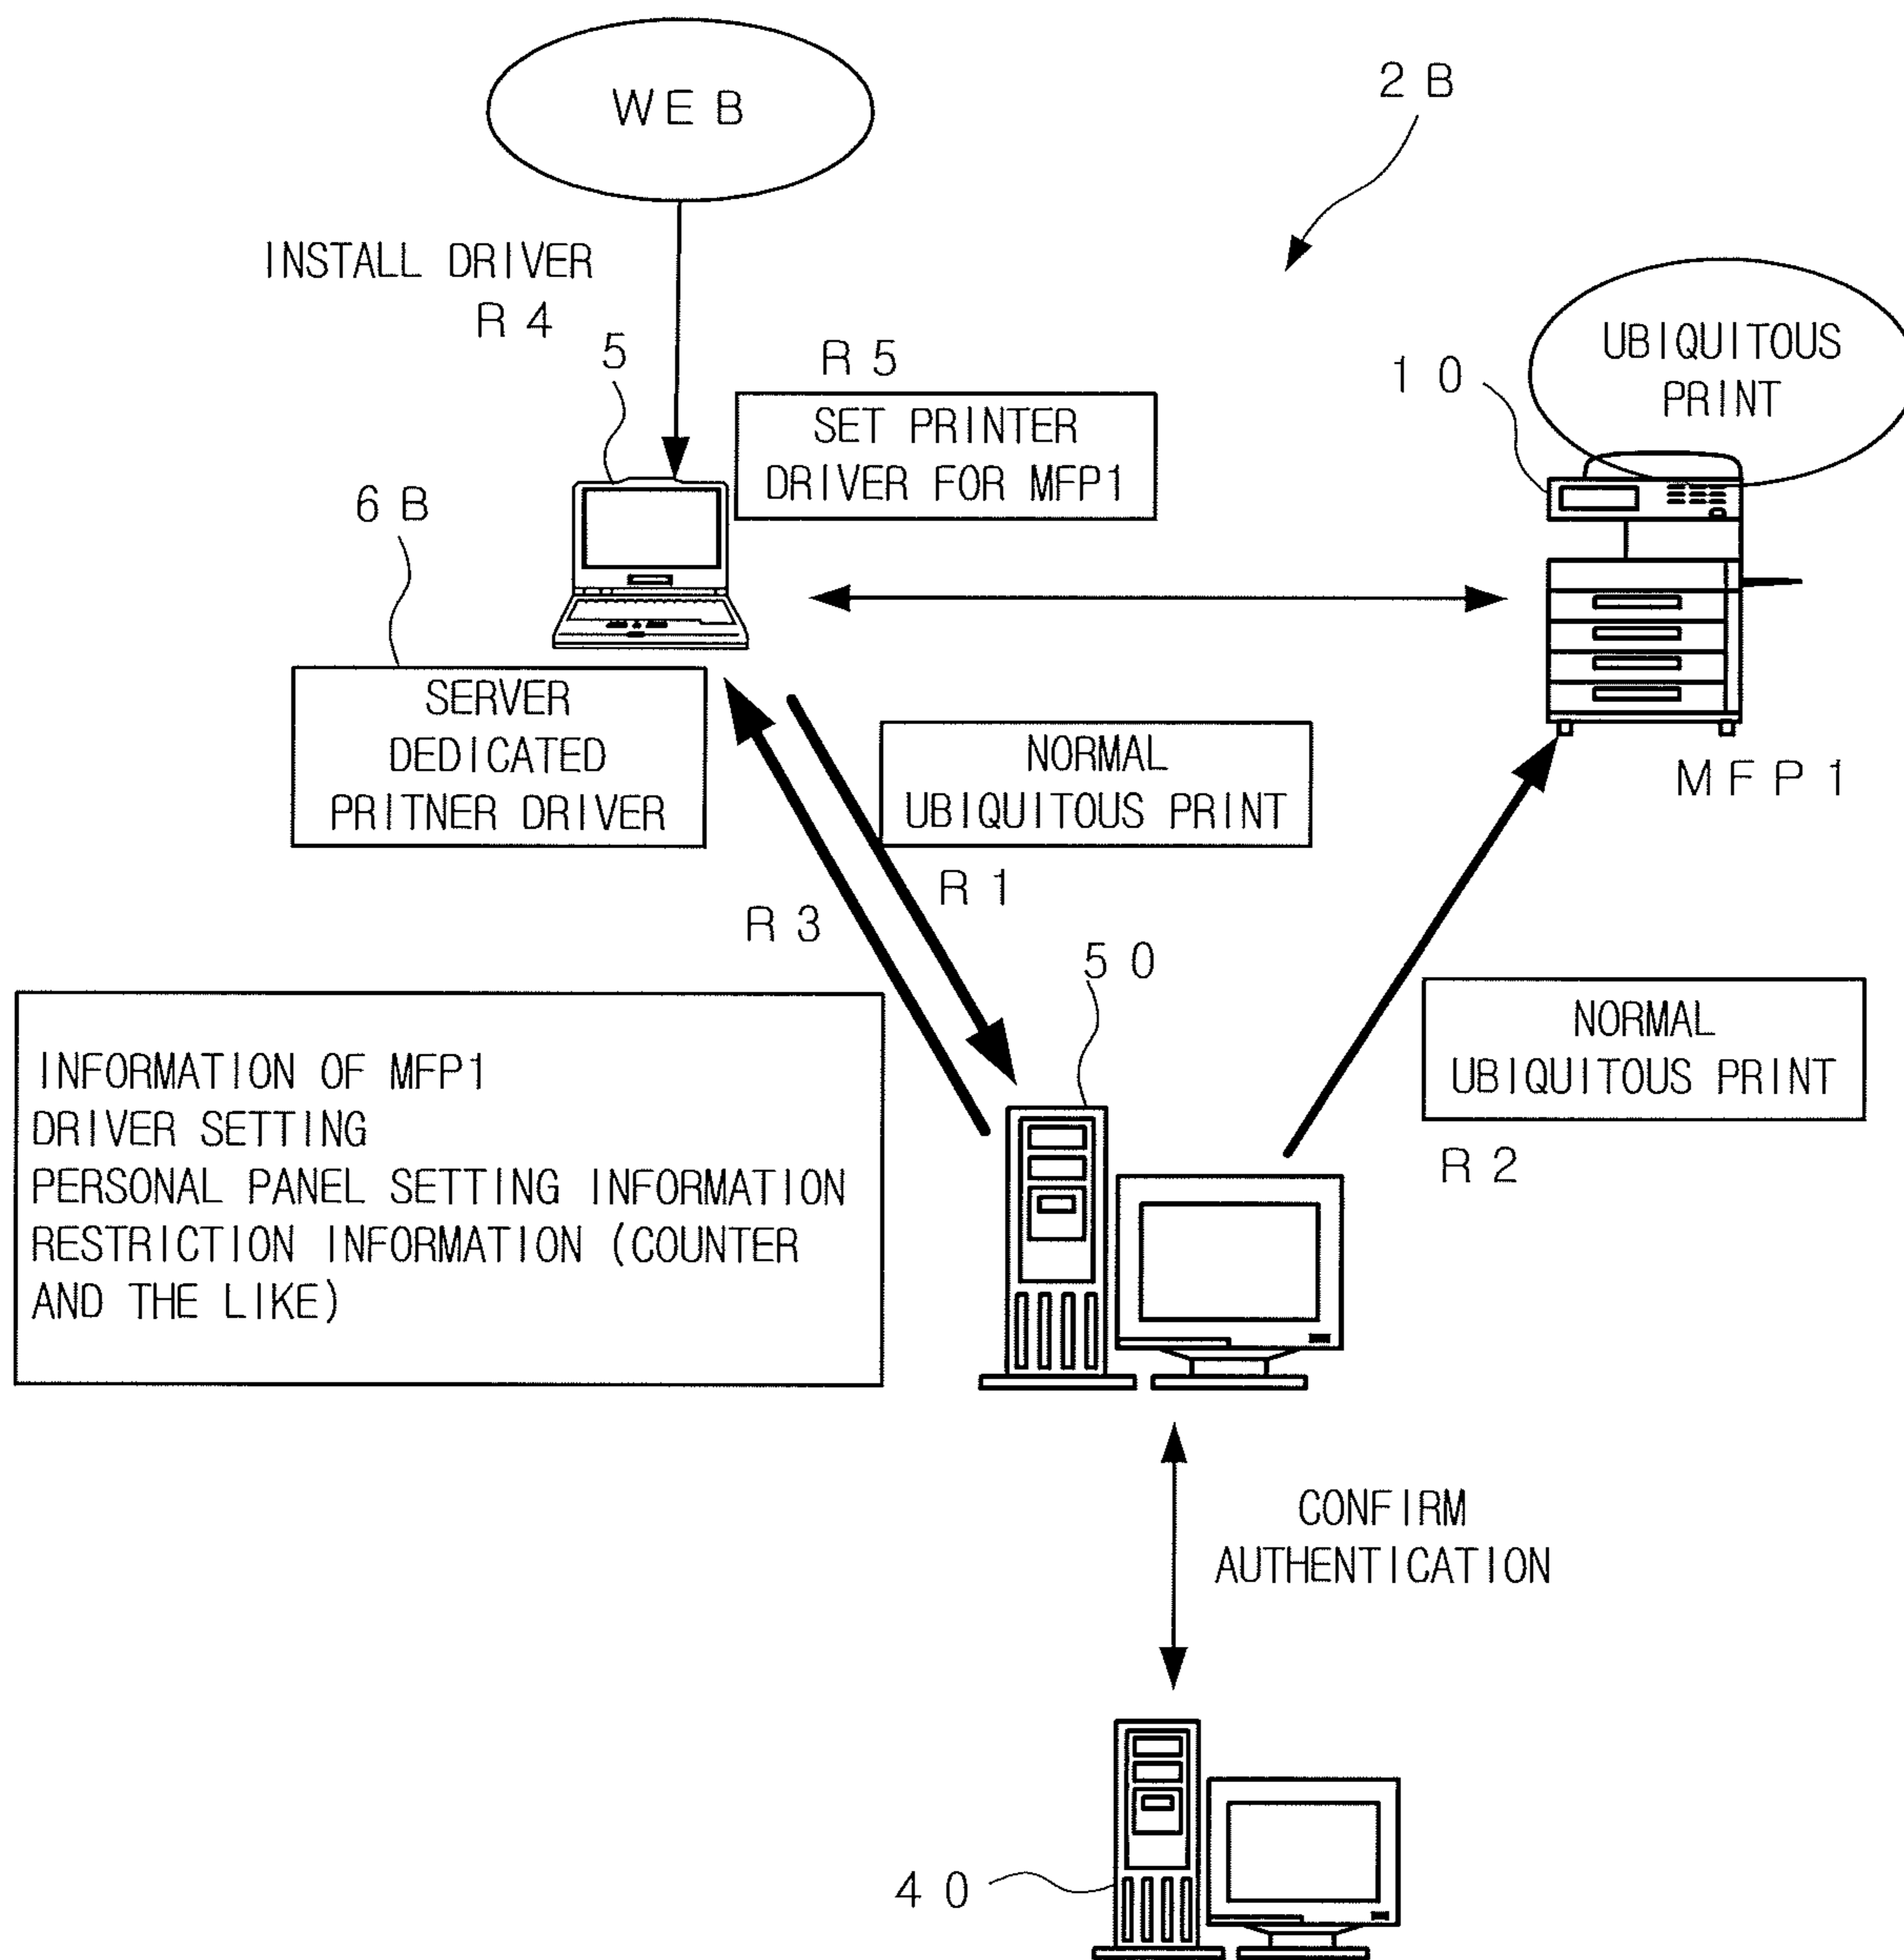 WEB
2B
INSTALL DRIVER
R4
5
R5
SET PRINTER
DRIVER FOR MFP1
10
UBIQUITOUS
PRINT
6B
SERVER
DEDICATED
PRITNER DRIVER
NORMAL
UBIQUITOUS PRINT
MFP1
R1
R3
50
NORMAL
UBIQUITOUS PRINT
R2
INFORMATION OF MFP1
DRIVER SETTING
PERSONAL PANEL SETTING INFORMATION
RESTRICTION INFORMATION (COUNTER
AND THE LIKE)
CONFIRM
AUTHENTICATION
40